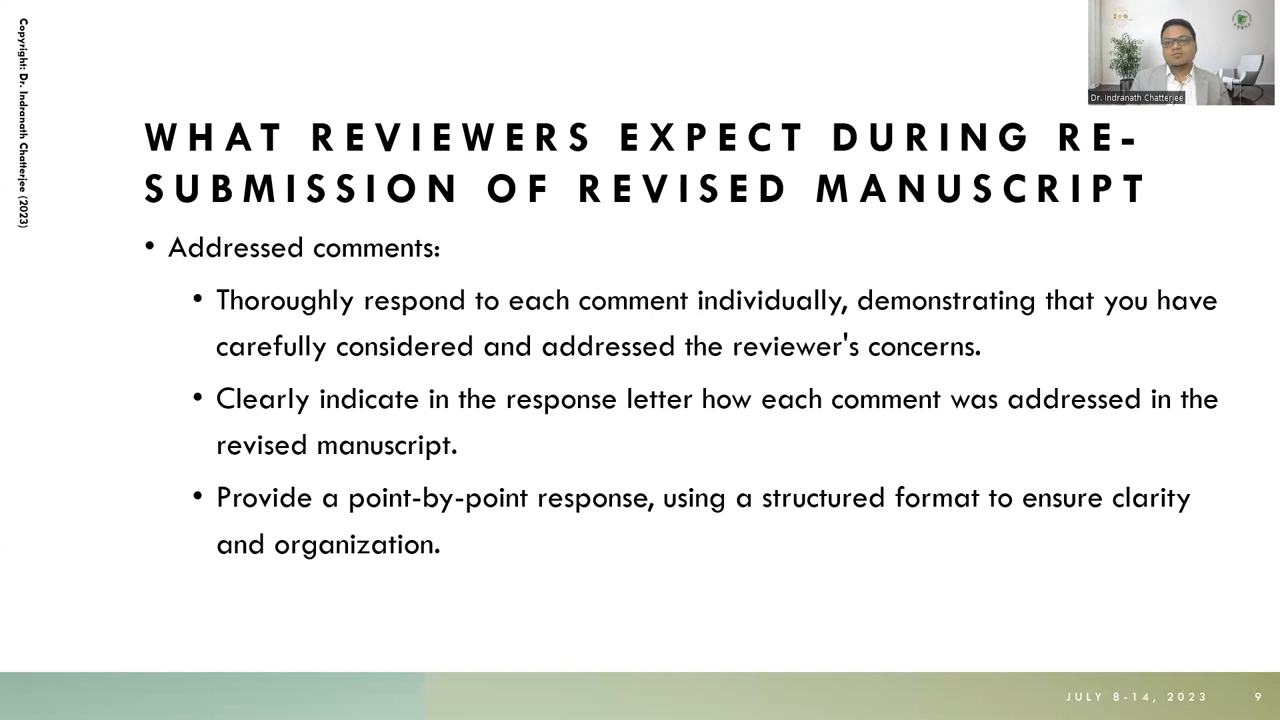 Copyright: Dr. Indranath Chatterjee (2023)
Dr. Indranath Chatterjee
WHAT REVIEWERS EXPECT DURING RE-
SUBMISSION OF REVISED MANUSCRIPT
• Addressed comments:
• Thoroughly respond to each comment individually, demonstrating that you have
carefully considered and addressed the reviewer's concerns.
• Clearly indicate in the response letter how each comment was addressed in the
revised manuscript.
• Provide a point-by-point response, using a structured format to ensure clarity
and organization.
JULY 8-14, 2023
9